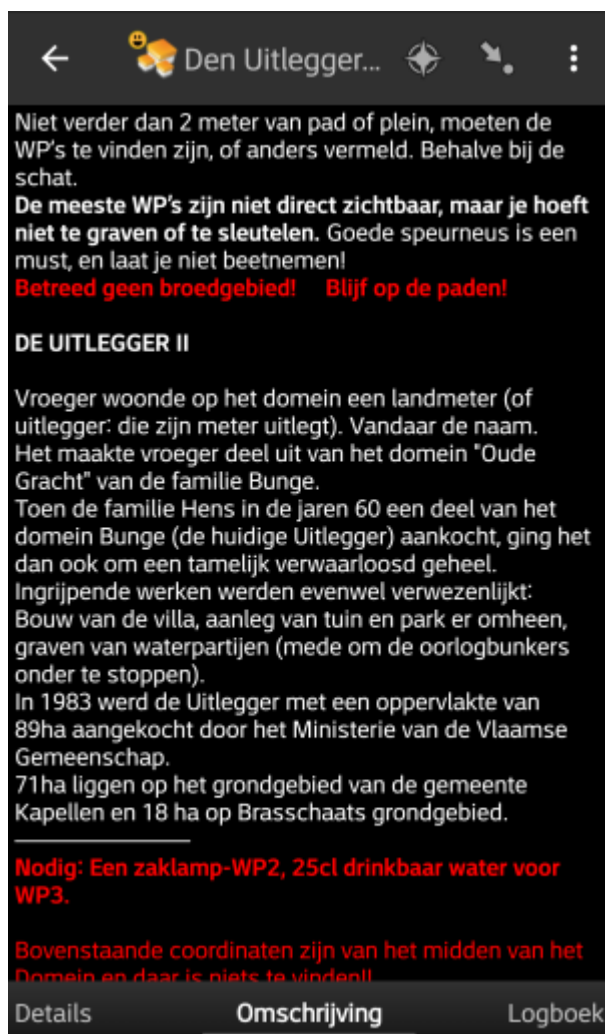 Den Uitlegger...
Niet verder dan 2 meter van pad of plein, moeten de
WP's te vinden zijn, of anders vermeld. Behalve bij de
schat.
De meeste WP's zijn niet direct zichtbaar, maar je hoeft
niet te graven of te sleutelen. Goede speurneus is een
must, en laat je niet beetnemen!
Betreed geen broedgebied! Blijf op de paden!
DE UITLEGGER II
Vroeger woonde op het domein een landmeter (of
uitlegger: die zijn meter uitlegt). Vandaar de naam.
Het maakte vroeger deel uit van het domein "Oude
Gracht" van de familie Bunge.
Toen de familie Hens in de jaren 60 een deel van het
domein Bunge (de huidige Uitlegger) aankocht, ging het
dan ook om een tamelijk verwaarloosd geheel.
Ingrijpende werken werden evenwel verwezenlijkt:
Bouw van de villa, aanleg van tuin en park er omheen,
graven van waterpartijen (mede om de oorlogbunkers
onder te stoppen).
In 1983 werd de Uitlegger met een oppervlakte van
89ha aangekocht door het Ministerie van de Vlaamse
Gemeenschap.
71ha liggen op het grondgebied van de gemeente
Kapellen en 18 ha op Brasschaats grondgebied.
Nodig: Een zaklamp-WP2, 25cl drinkbaar water voor
WP3.
Bovenstaande coordinaten zijn van het midden van het
Domein en daar is niets te vinden!!
Details Omschrijving Logboek